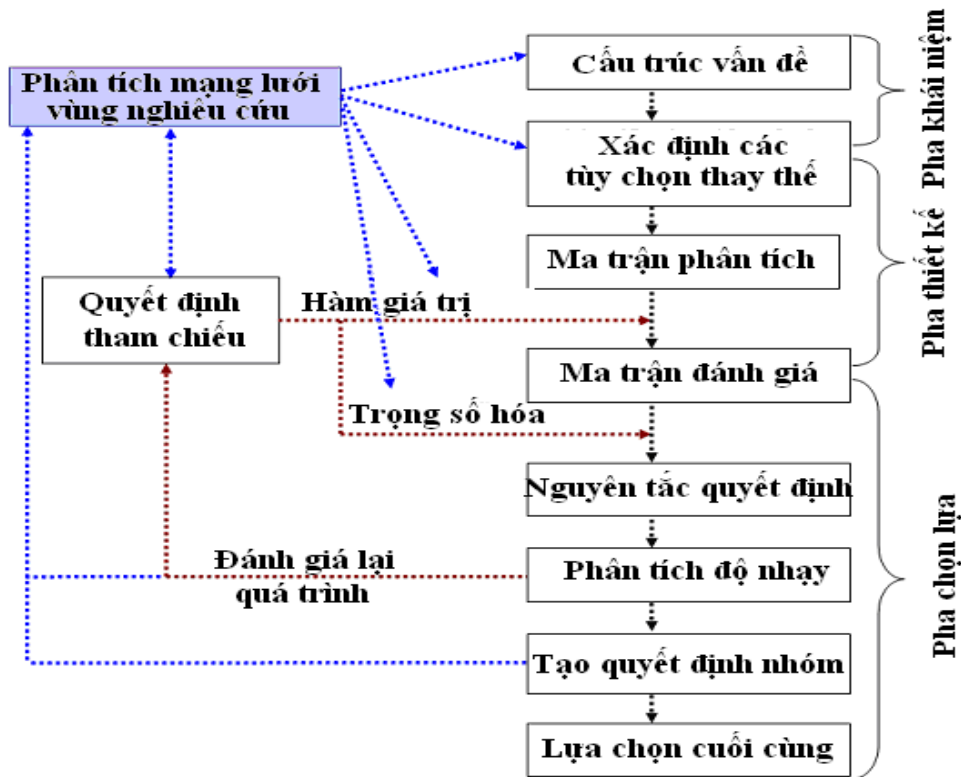 Phân tích mạng lưới
vùng nghiêu cứu
Cấu trúc vấn đề
Xác định các
tùy chọn thay thế
Ma trận phân tích
Quyết định
tham chiếu
Hàm giá trị
Ma trận đánh giá
Trọng số hóa
Nguyên tắc quyết định
Đánh giá lại
quá trình
Phân tích độ nhạy
Tạo quyết định nhóm
Lựa chọn cuối cùng
Pha khái niệm
Pha thiết kế
Pha chọn lựa